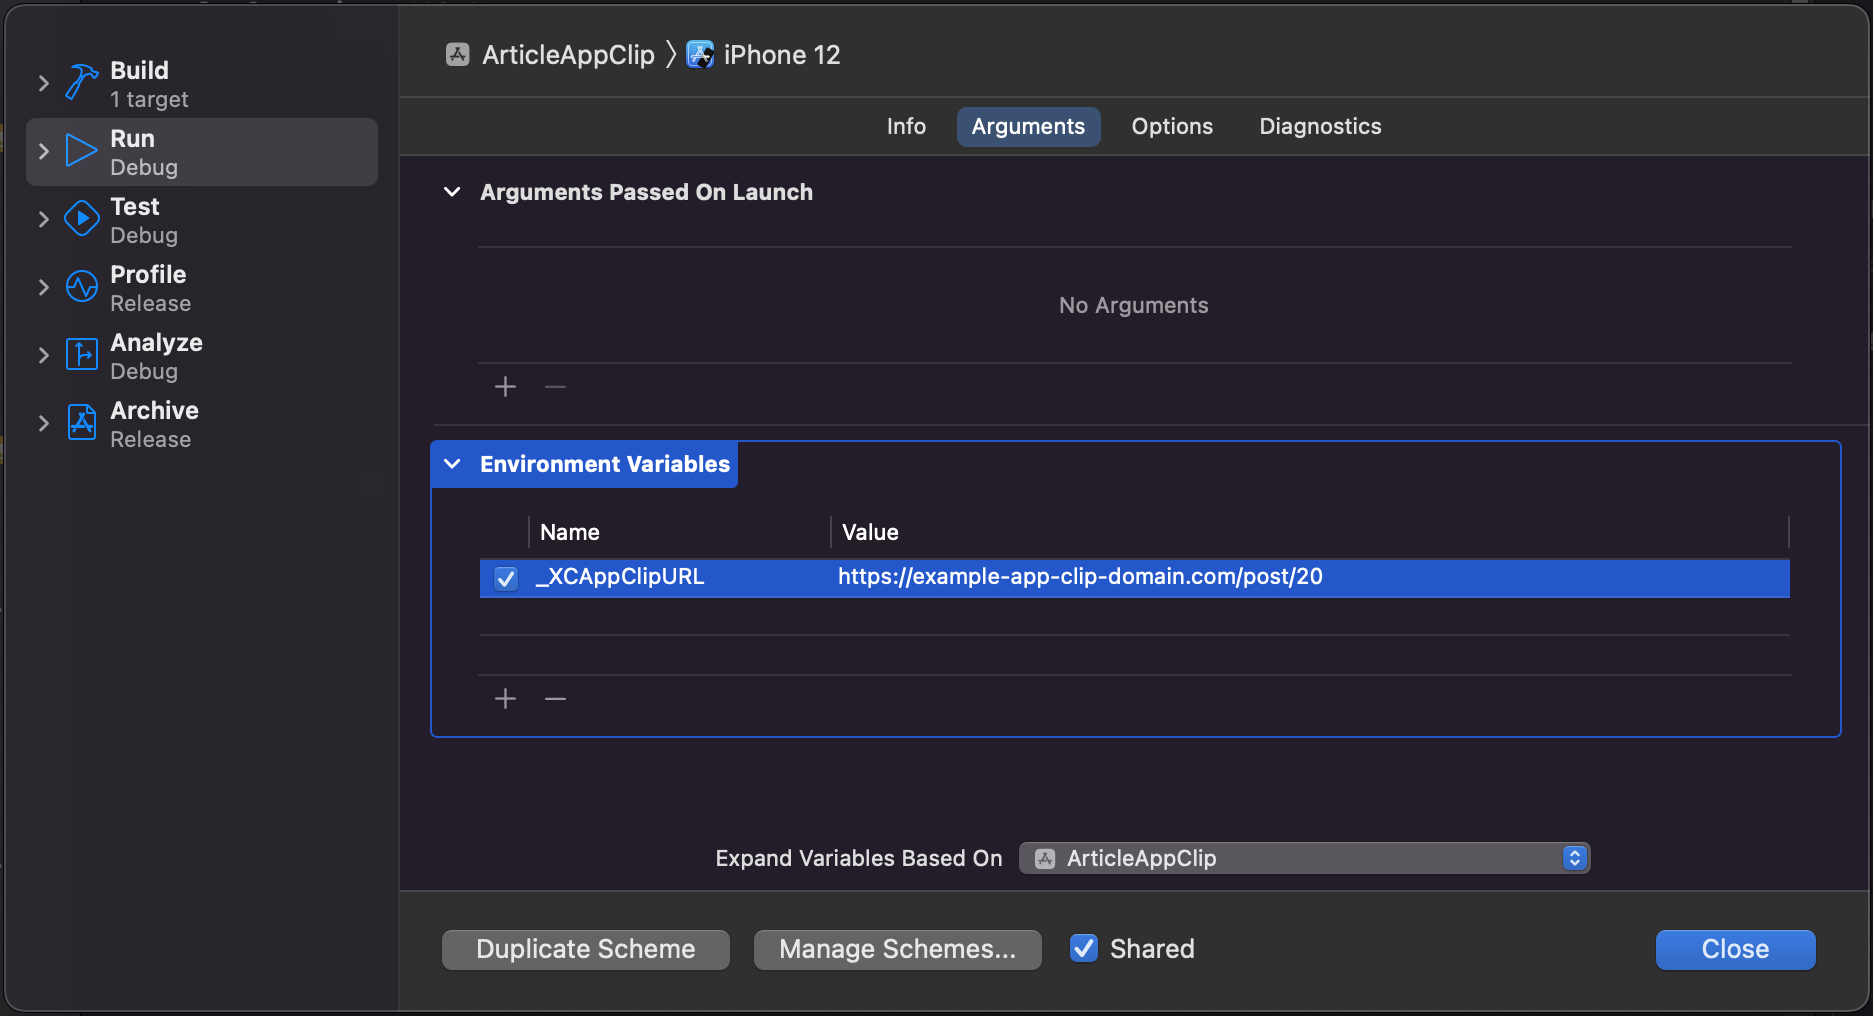 Build
1 target
Run
Debug
Test
Debug
Profile
Release
Analyze
Debug
Archive
Release
ArticleAppClip
iPhone 12
Info
Arguments
Options
Diagnostics
Arguments Passed On Launch
No Arguments
Environment Variables
Name
Value
_XCAppClipURL
https://example-app-clip-domain.com/post/20
Expand Variables Based On
ArticleAppClip
Duplicate Scheme
Manage Schemes...
Shared
Close